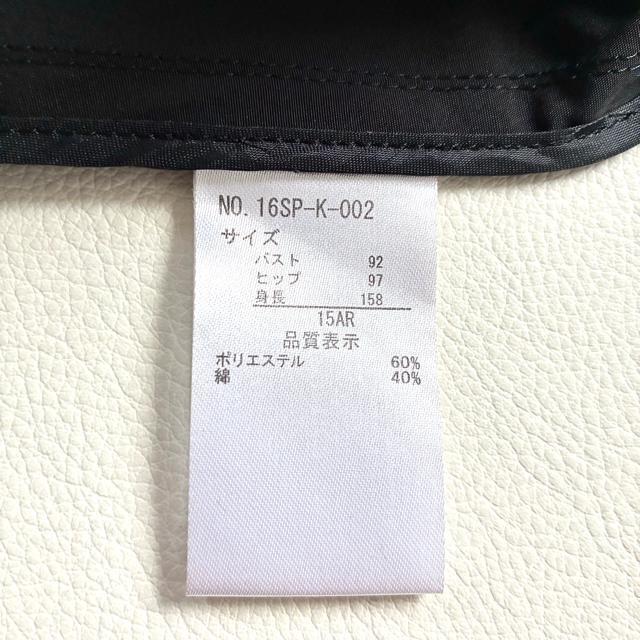 NO.16SP-K-002
サイズ
バスト 92
ヒップ 97
身長 158
15AR
品質表示
ポリエステル 60%
綿 40%